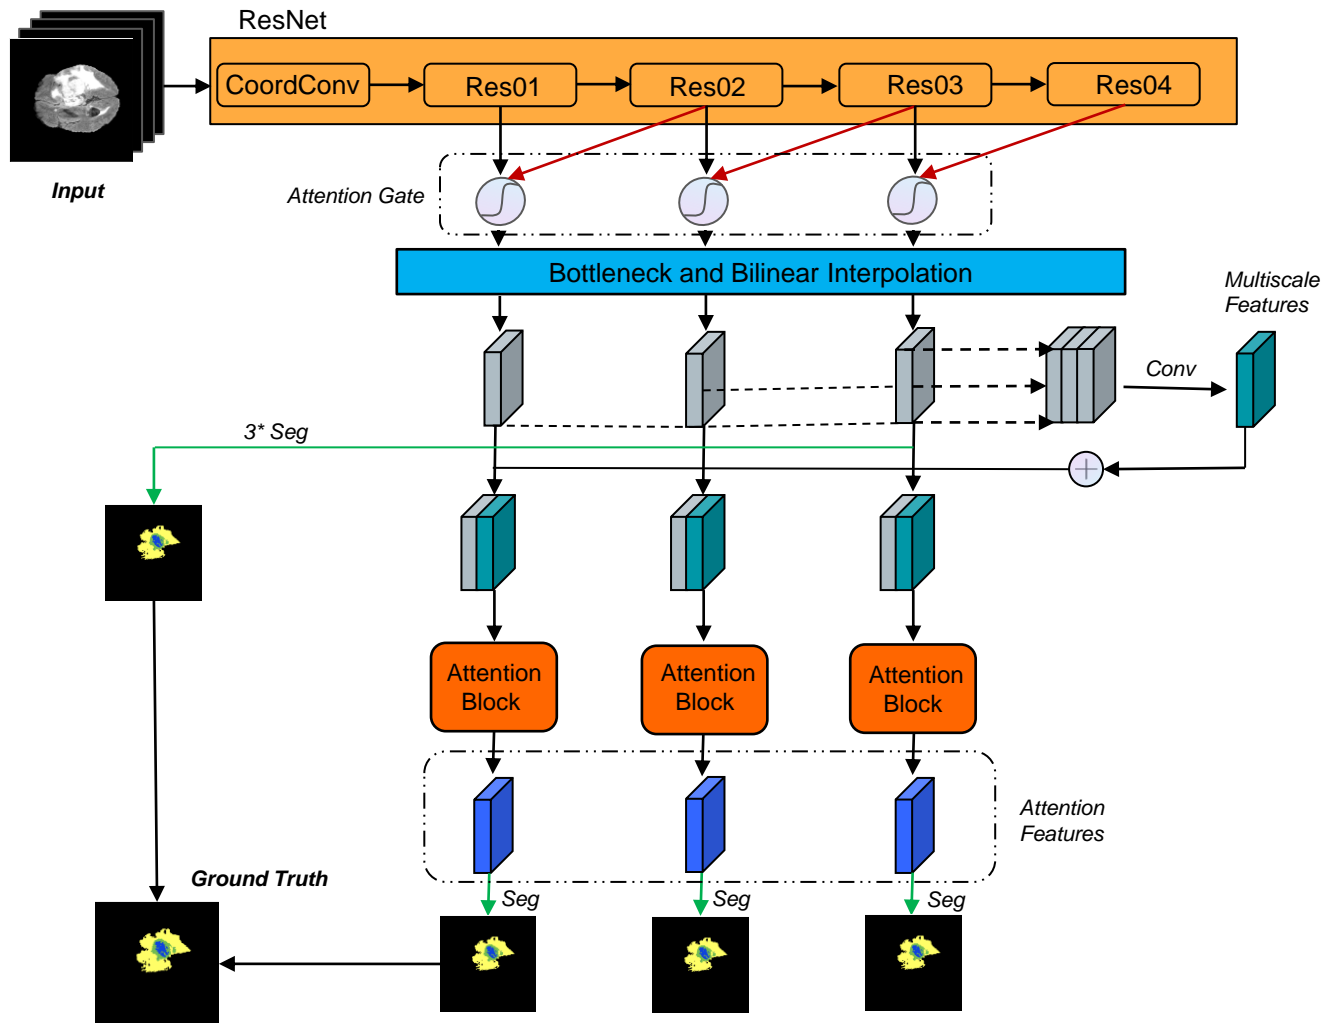 ResNet
CoordConv
Res01
Res02
Res03
Res04
Input
Attention Gate
Bottleneck and Bilinear Interpolation
Multiscale
Features
Conv
3* Seg
Attention
Block
Attention
Block
Attention
Block
Attention
Features
Ground Truth
Seg
Seg
Seg